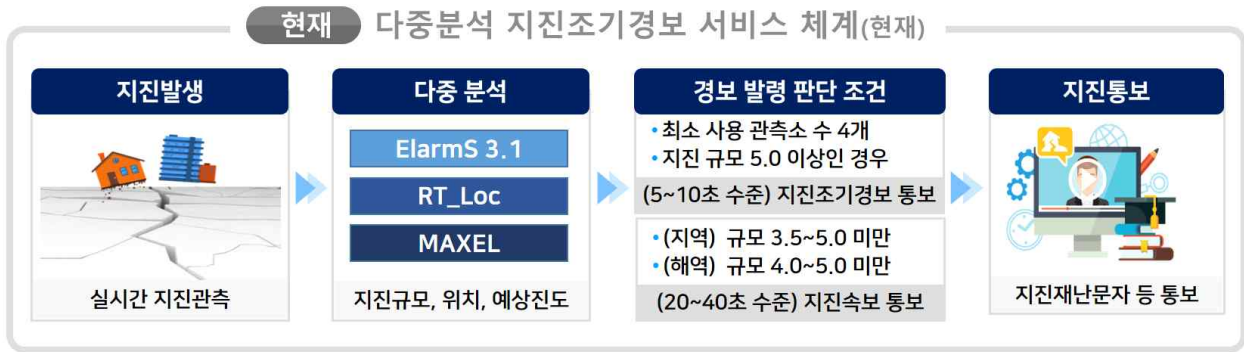 현재 다중분석 지진조기경보 서비스 체계(현재)
지진발생
실시간 지진관측
다중 분석
ElarmS 3.1
RT_Loc
MAXEL
지진규모, 위치, 예상진도
경보 발령 판단 조건
• 최소 사용 관측소 수 4개
• 지진 규모 5.0 이상인 경우
(5~10초 수준) 지진조기경보 통보
• (지역) 규모 3.5~5.0 미만
• (해역) 규모 4.0~5.0 미만
(20~40초 수준) 지진속보 통보
지진통보
지진재난문자 등 통보